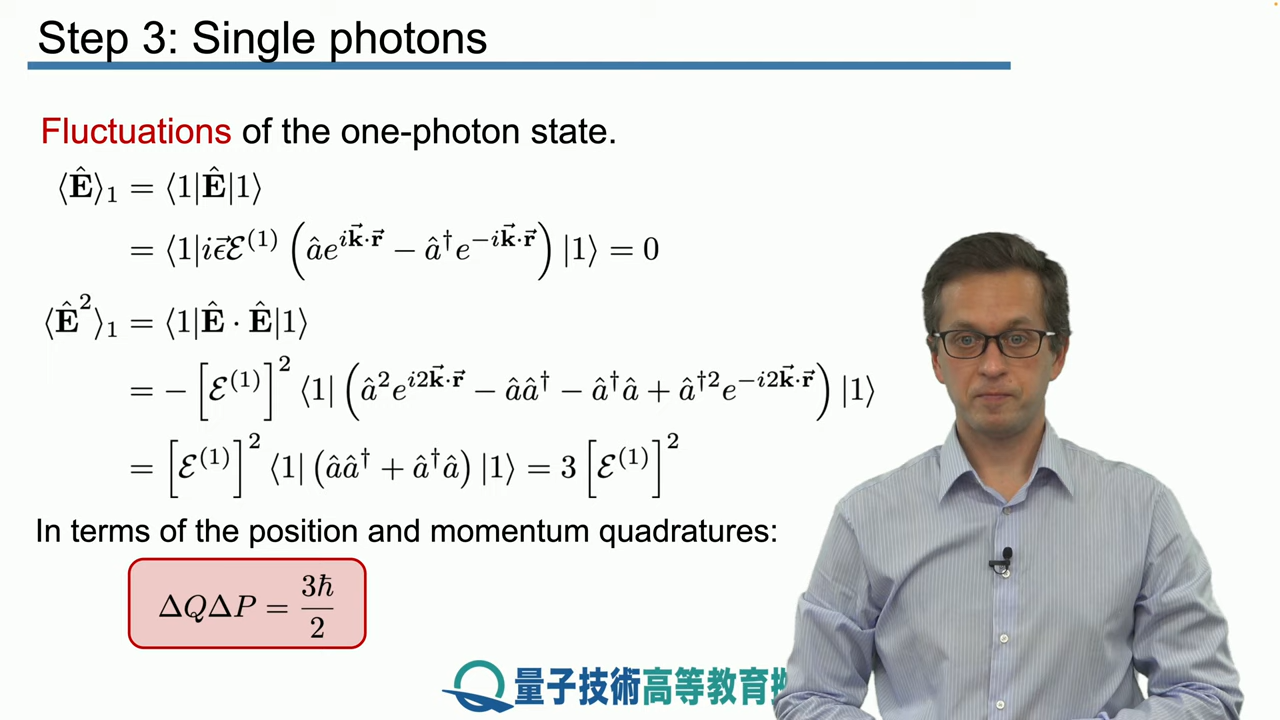 Step 3: Single photons
Fluctuations of the one-photon state.
⟨Ê⟩₁ = ⟨1|Ê|1⟩
= ⟨1|iε⃗ℰ⁽¹⁾ (âe^{ik⃗·r⃗} − â†e^{−ik⃗·r⃗}) |1⟩ = 0
⟨Ê²⟩₁ = ⟨1|Ê · Ê|1⟩
= − [ℰ⁽¹⁾]² ⟨1| (â²e^{i2k⃗·r⃗} − ââ† − â†â + â†²e^{−i2k⃗·r⃗}) |1⟩
= [ℰ⁽¹⁾]² ⟨1| (ââ† + â†â) |1⟩ = 3 [ℰ⁽¹⁾]²
In terms of the position and momentum quadratures:
ΔQΔP = 3ℏ/2
量子技術高等教育